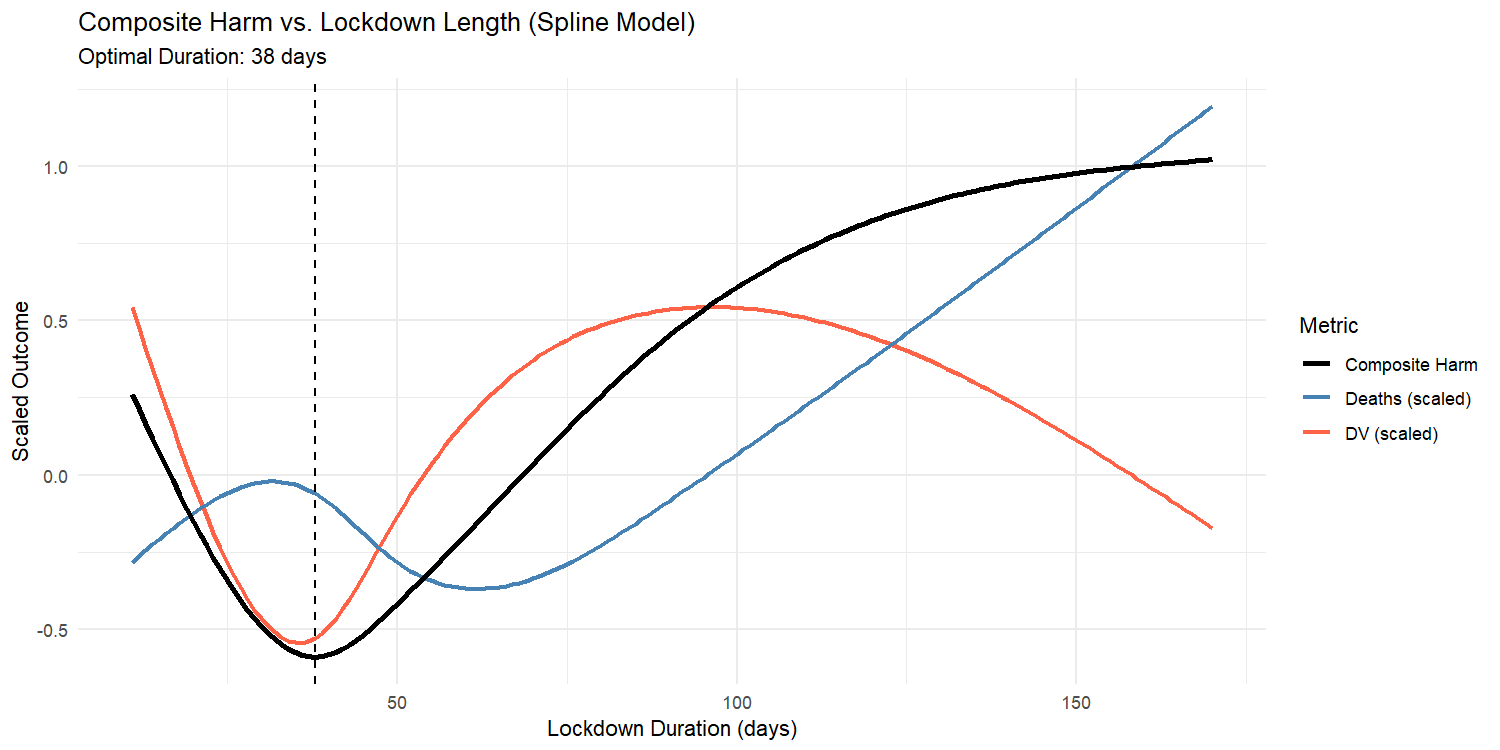 Composite Harm vs. Lockdown Length (Spline Model)
Optimal Duration: 38 days
1.0
0.5
0.0
-0.5
Scaled Outcome
50
100
150
Lockdown Duration (days)
Metric
Composite Harm
Deaths (scaled)
DV (scaled)